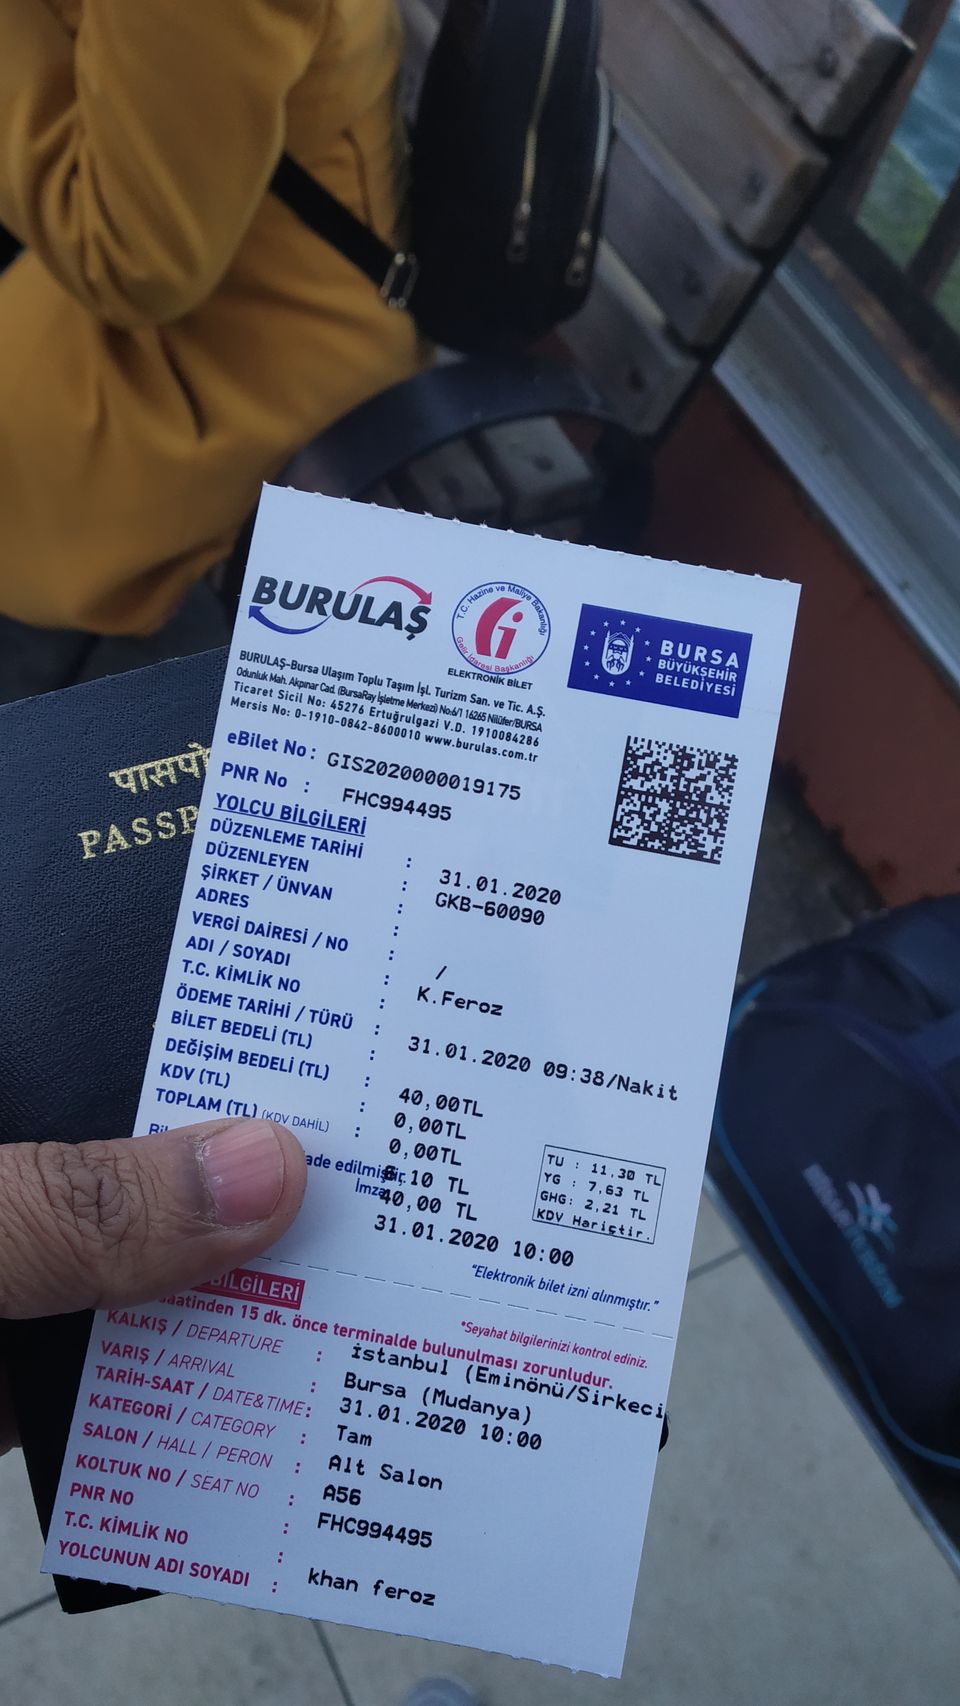 पासपो
PASSP
BURULAŞ
T.C. Hazine ve Maliye Bakanlığı
Gelir İdaresi Başkanlığı
ELEKTRONİK BİLET
BURSA
BÜYÜKŞEHİR
BELEDİYESİ
BURULAŞ-Bursa Ulaşım Toplu Taşım İşl. Turizm San. ve Tic. A.Ş.
Odunluk Mah. Akpınar Cad. (BursaRay İşletme Merkezi) No:6/1 16265 Nilüfer/BURSA
Ticaret Sicil No: 45276 Ertuğrulgazi V.D. 1910084286
Mersis No: 0-1910-0842-8600010 www.burulas.com.tr
eBilet No : GIS2020000019175
PNR No : FHC994495
YOLCU BİLGİLERİ
DÜZENLEME TARİHİ : 31.01.2020
DÜZENLEYEN : GKB-60090
ŞİRKET / ÜNVAN :
ADRES :
VERGİ DAİRESİ / NO : /
ADI / SOYADI : K.Feroz
T.C. KİMLİK NO :
ÖDEME TARİHİ / TÜRÜ : 31.01.2020 09:38/Nakit
BİLET BEDELİ (TL) : 40,00TL
DEĞİŞİM BEDELİ (TL) : 0,00TL
KDV (TL) : 0,00TL
TOPLAM (TL) (KDV DAHİL) : 6.10 TL
ade edilmiştir.
İmza
40,00 TL
31.01.2020 10:00
TU : 11,30 TL
YG : 7,63 TL
GHG: 2,21 TL
KDV Hariçtir.
"Elektronik bilet izni alınmıştır."
BİLGİLERİ
*Seyahat bilgilerinizi kontrol ediniz.
saatinden 15 dk. önce terminalde bulunulması zorunludur.
KALKIŞ / DEPARTURE : İstanbul (Eminönü/Sirkeci
VARIŞ / ARRIVAL : Bursa (Mudanya)
TARİH-SAAT / DATE&TIME : 31.01.2020 10:00
KATEGORİ / CATEGORY : Tam
SALON / HALL / PERON : Alt Salon
KOLTUK NO / SEAT NO : A56
PNR NO : FHC994495
T.C. KİMLİK NO :
YOLCUNUN ADI SOYADI : khan feroz